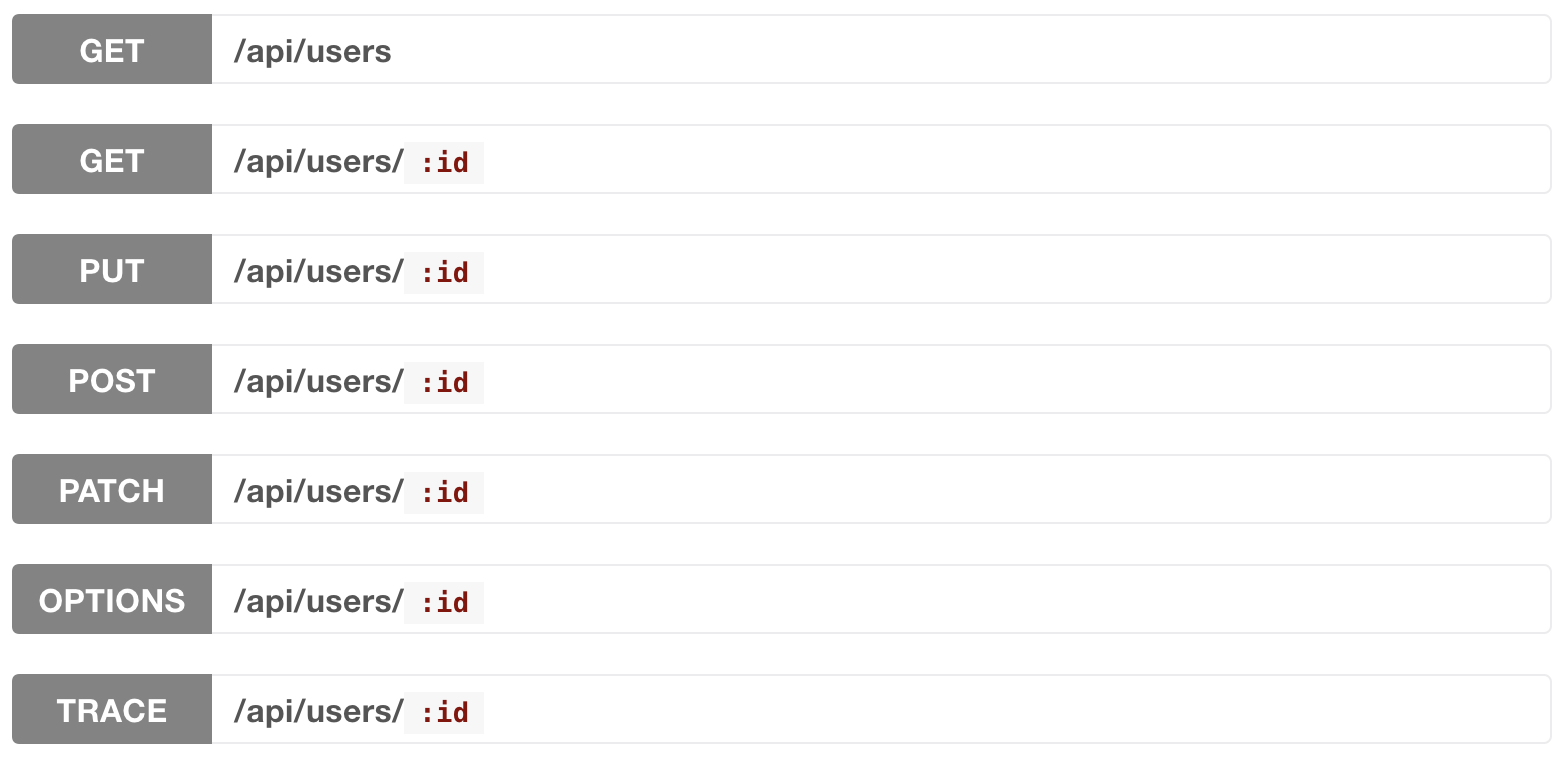 GET /api/users
GET /api/users/ :id
PUT /api/users/ :id
POST /api/users/ :id
PATCH /api/users/ :id
OPTIONS /api/users/ :id
TRACE /api/users/ :id